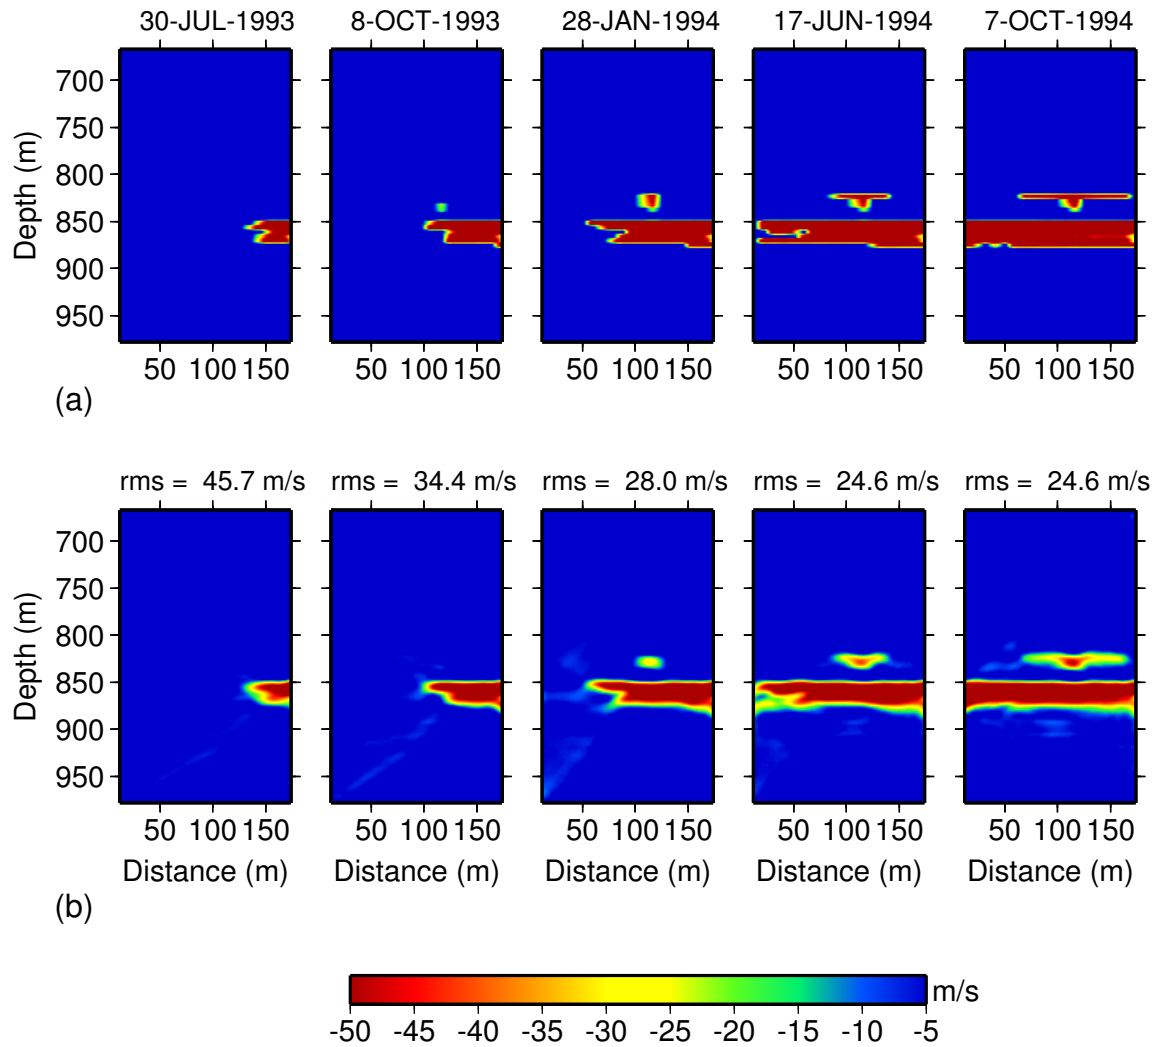 30-JUL-1993 8-OCT-1993 28-JAN-1994 17-JUN-1994 7-OCT-1994
700
750
800
850
900
950
Depth (m)
50 100 150 50 100 150 50 100 150 50 100 150 50 100 150
(a)
rms = 45.7 m/s rms = 34.4 m/s rms = 28.0 m/s rms = 24.6 m/s rms = 24.6 m/s
700
750
800
850
900
950
Depth (m)
50 100 150 50 100 150 50 100 150 50 100 150 50 100 150
Distance (m) Distance (m) Distance (m) Distance (m) Distance (m)
(b)
m/s
-50 -45 -40 -35 -30 -25 -20 -15 -10 -5